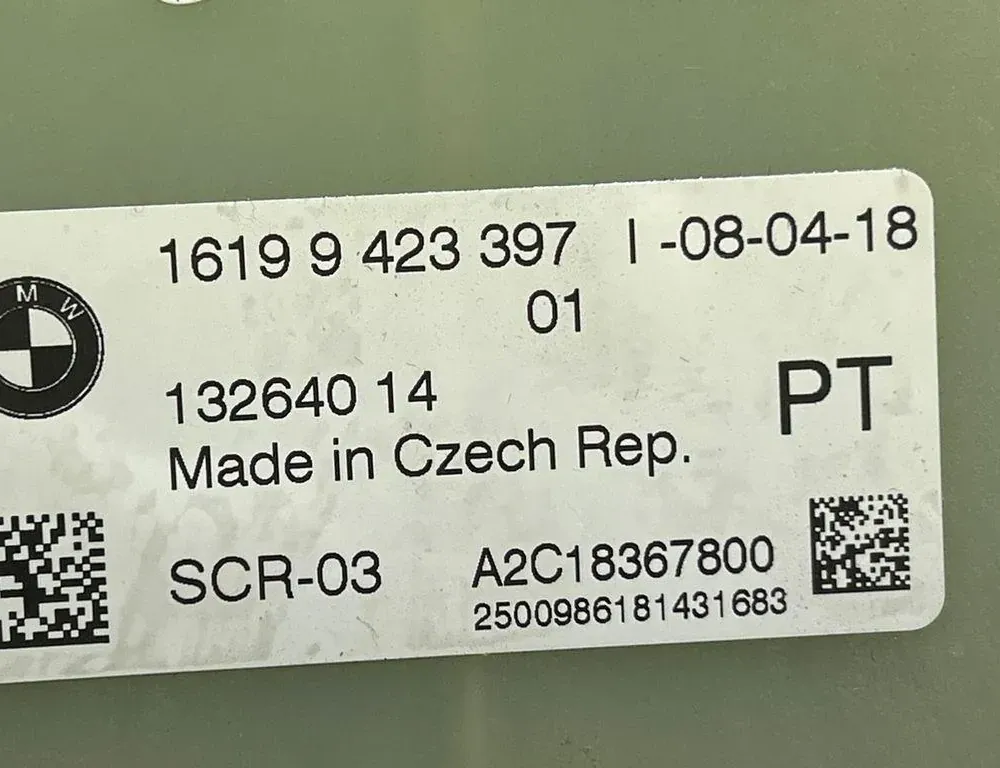 1619 9 423 397 I -08-04-18
01
M W
132640 14
PT
Made in Czech Rep.
SCR-03
A2C18367800
2500986181431683